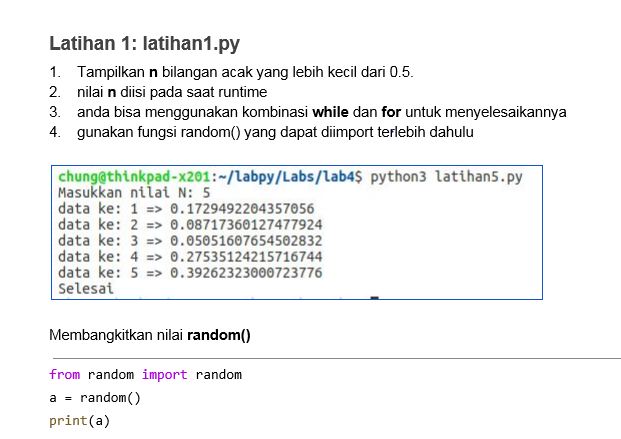 Latihan 1: latihan1.py
1. Tampilkan n bilangan acak yang lebih kecil dari 0.5.
2. nilai n diisi pada saat runtime
3. anda bisa menggunakan kombinasi while dan for untuk menyelesaikannya
4. gunakan fungsi random() yang dapat diimport terlebih dahulu
chung@thinkpad-x201:~/labpy/Labs/lab4$ python3 latihan5.py
Masukkan nilai N: 5
data ke: 1 => 0.1729492204357056
data ke: 2 => 0.08717360127477924
data ke: 3 => 0.05051607654502832
data ke: 4 => 0.27535124215716744
data ke: 5 => 0.39262323000723776
Selesai
Membangkitkan nilai random()
from random import random
a = random()
print(a)